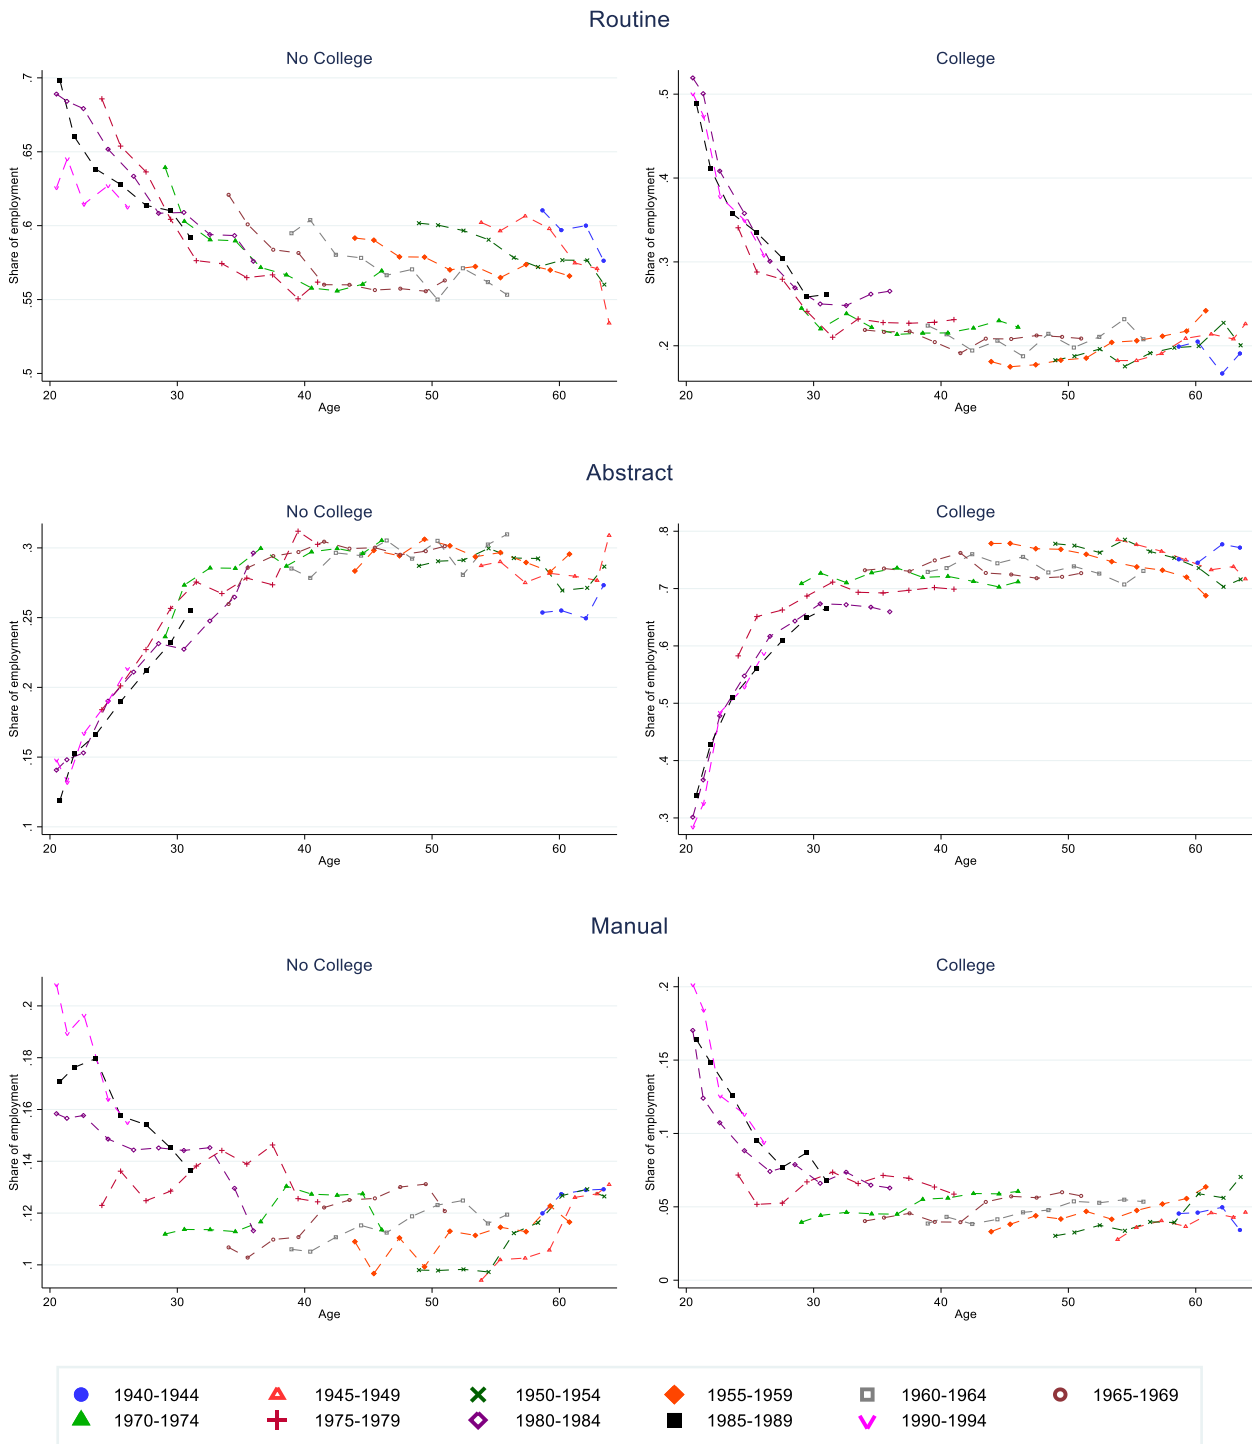 Routine
No College
College
Share of employment
.7
.65
.6
.55
.5
20 30 40 50 60
Age
Share of employment
.5
.4
.3
.2
20 30 40 50 60
Age
Abstract
No College
College
Share of employment
.3
.25
.2
.15
.1
20 30 40 50 60
Age
Share of employment
.8
.7
.6
.5
.4
.3
20 30 40 50 60
Age
Manual
No College
College
Share of employment
.2
.18
.16
.14
.12
.1
20 30 40 50 60
Age
Share of employment
.2
.15
.1
.05
0
20 30 40 50 60
Age
1940-1944 1945-1949 1950-1954 1955-1959 1960-1964 1965-1969
1970-1974 1975-1979 1980-1984 1985-1989 1990-1994